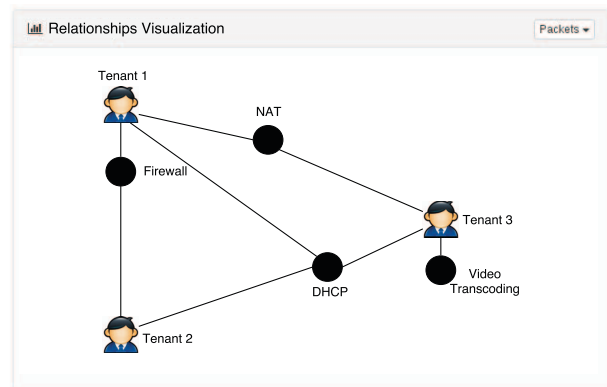 Relationships Visualization
Packets
Tenant 1
NAT
Firewall
Tenant 3
Video
Transcoding
DHCP
Tenant 2